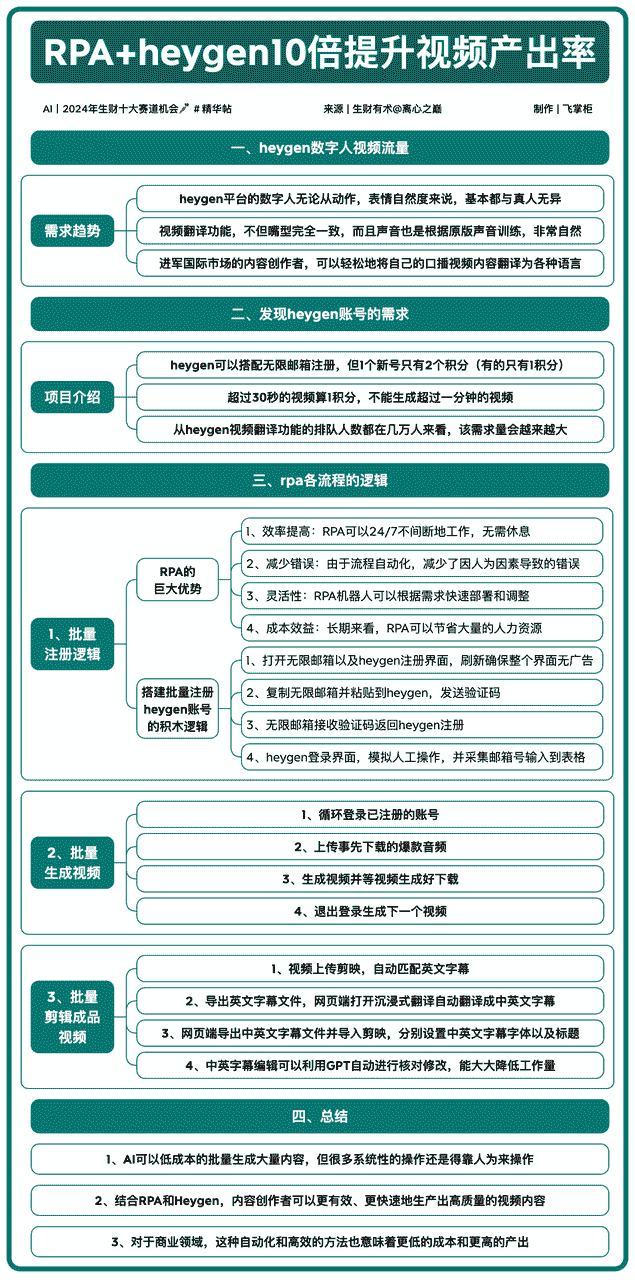 RPA+heygen10倍提升视频产出率
AI｜2024年生财十大赛道机会 #精华帖
来源｜生财有术@离心之巅
制作｜飞掌柜
一、heygen数字人视频流量
需求趋势
heygen平台的数字人无论从动作，表情自然度来说，基本都与真人无异
视频翻译功能，不但嘴型完全一致，而且声音也是根据原版声音训练，非常自然
进军国际市场的内容创作者，可以轻松地将自己的口播视频内容翻译为各种语言
二、发现heygen账号的需求
项目介绍
heygen可以搭配无限邮箱注册，但1个新号只有2个积分（有的只有1积分）
超过30秒的视频算1积分，不能生成超过一分钟的视频
从heygen视频翻译功能的排队人数都在几万人来看，该需求量会越来越大
三、rpa各流程的逻辑
1、批量
注册逻辑
RPA的
巨大优势
1、效率提高：RPA可以24/7不间断地工作，无需休息
2、减少错误：由于流程自动化，减少了因人为因素导致的错误
3、灵活性：RPA机器人可以根据需求快速部署和调整
4、成本效益：长期来看，RPA可以节省大量的人力资源
搭建批量注册
heygen账号
的积木逻辑
1、打开无限邮箱以及heygen注册界面，刷新确保整个界面无广告
2、复制无限邮箱并粘贴到heygen，发送验证码
3、无限邮箱接收验证码返回heygen注册
4、heygen登录界面，模拟人工操作，并采集邮箱号输入到表格
2、批量
生成视频
1、循环登录已注册的账号
2、上传事先下载的爆款音频
3、生成视频并等视频生成好下载
4、退出登录生成下一个视频
3、批量
剪辑成品
视频
1、视频上传剪映，自动匹配英文字幕
2、导出英文字幕文件，网页端打开沉浸式翻译自动翻译成中英文字幕
3、网页端导出中英文字幕文件并导入剪映，分别设置中英文字幕字体以及标题
4、中英字幕编辑可以利用GPT自动进行核对修改，能大大降低工作量
四、总结
1、AI可以低成本的批量生成大量内容，但很多系统性的操作还是得靠人为来操作
2、结合RPA和Heygen，内容创作者可以更有效、更快速地生产出高质量的视频内容
3、对于商业领域，这种自动化和高效的方法也意味着更低的成本和更高的产出